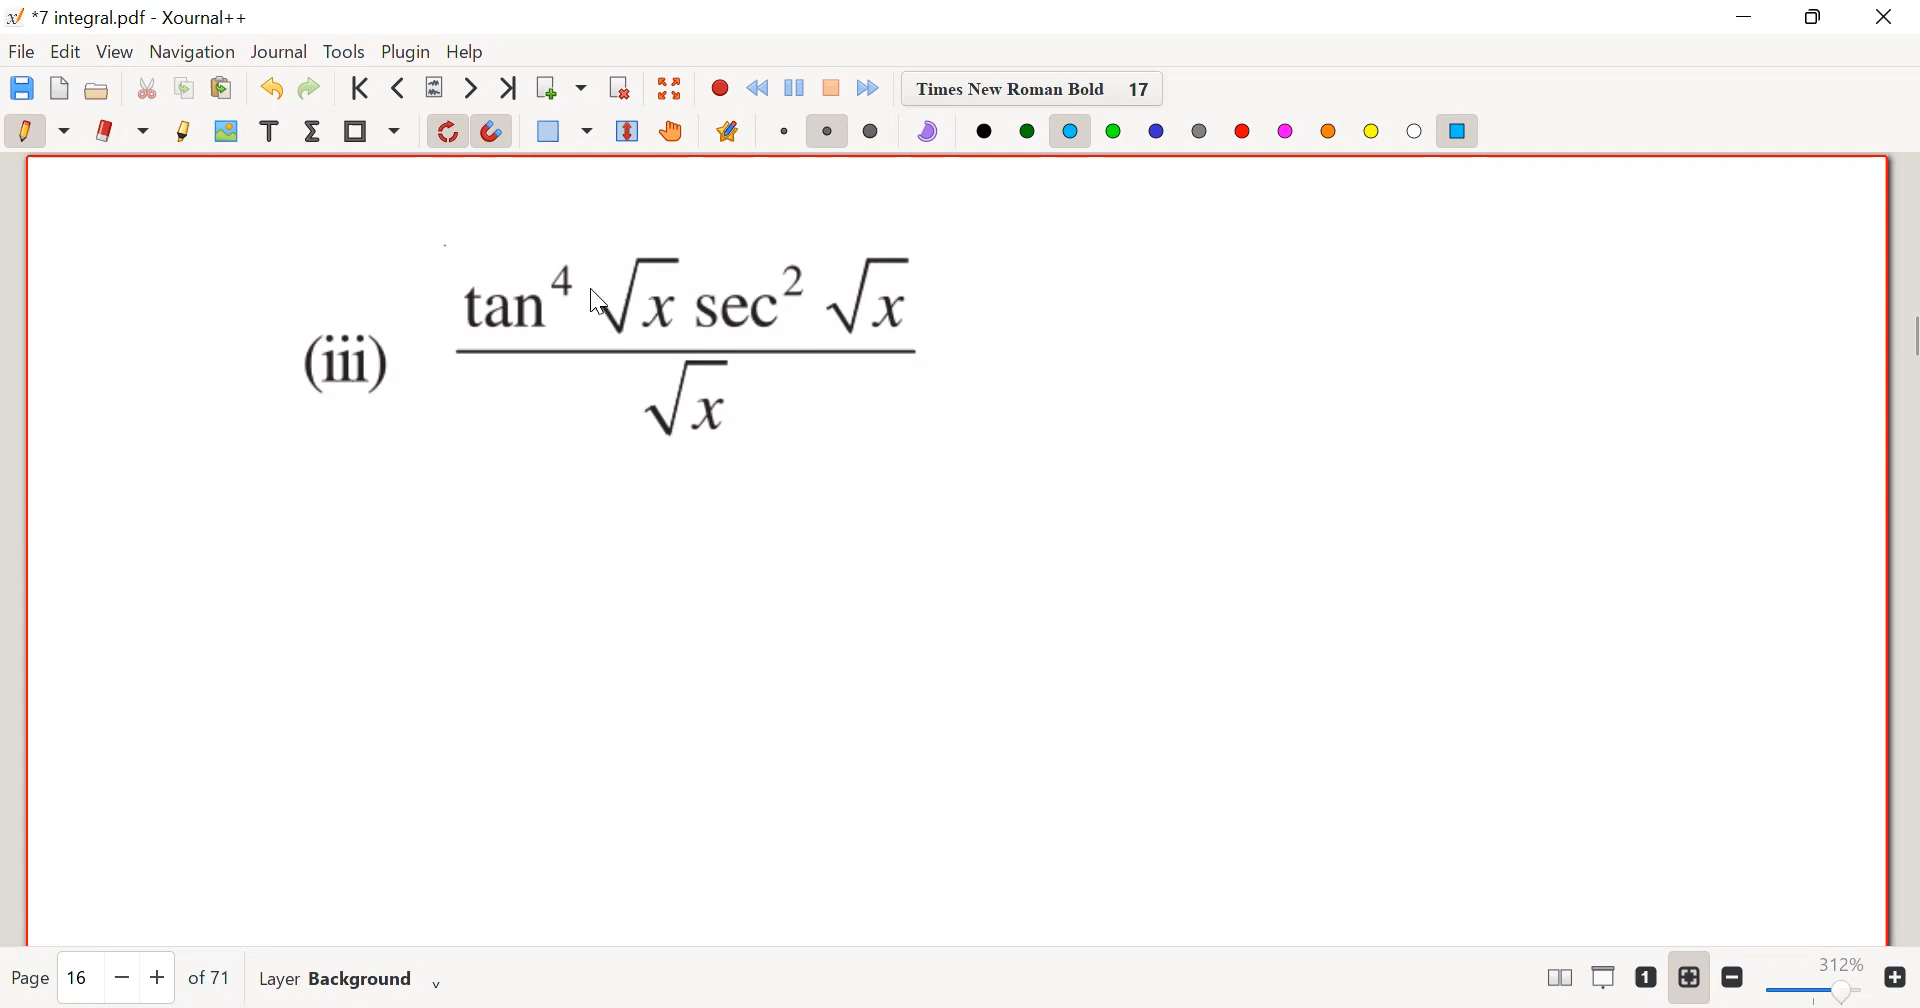 *7 integral.pdf - Xournal++
File Edit View Navigation Journal Tools Plugin Help
Times New Roman Bold 17
(iii) tan⁴ √x sec² √x
√x
Page 16 of 71 Layer Background 1 312%